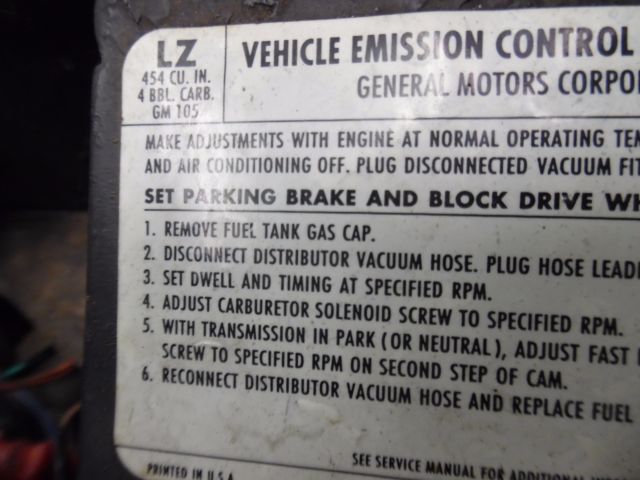 LZ
454 CU. IN.
4 BBL. CARB.
GM 105
VEHICLE EMISSION CONTROL
GENERAL MOTORS
MAKE ADJUSTMENTS WITH ENGINE AT NORMAL OPERATING
AND AIR CONDITIONING OFF. PLUG DISCONNECTED VACUUM
SET PARKING BRAKE AND BLOCK DRIVE
1. REMOVE FUEL TANK GAS CAP.
2. DISCONNECT DISTRIBUTOR VACUUM HOSE. PLUG HOSE
3. SET DWELL AND TIMING AT SPECIFIED RPM.
4. ADJUST CARBURETOR SOLENOID SCREW TO SPECIFIED RPM.
5. WITH TRANSMISSION IN PARK (OR NEUTRAL), ADJUST FAST
SCREW TO SPECIFIED RPM ON SECOND STEP OF CAM.
6. RECONNECT DISTRIBUTOR VACUUM HOSE AND REPLACE FUEL
SEE SERVICE MANUAL FOR ADDITIONAL
PRINTED IN U.S.A.